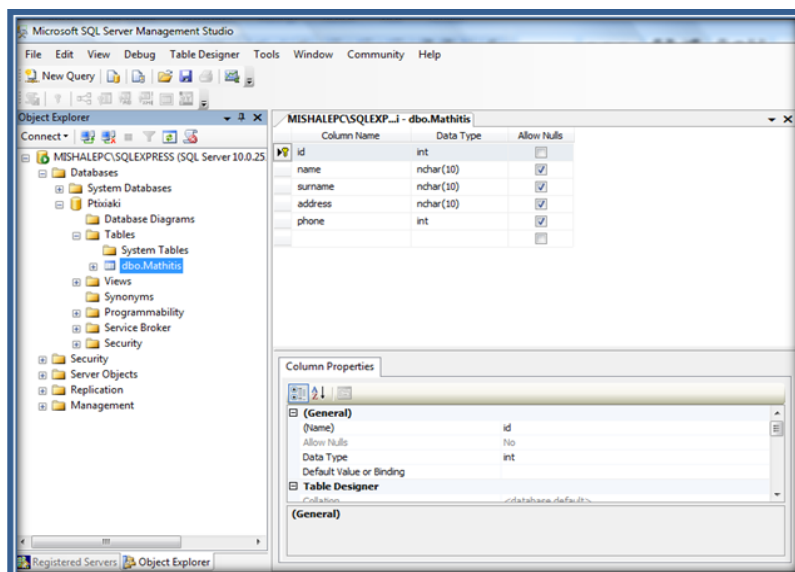 Microsoft SQL Server Management Studio
File Edit View Debug Table Designer Tools Window Community Help
New Query
Object Explorer
Connect
MISHALEPC\SQLEXPRESS (SQL Server 10.0.25
Databases
System Databases
Ptixiaki
Database Diagrams
Tables
System Tables
dbo.Mathitis
Views
Synonyms
Programmability
Service Broker
Security
Security
Server Objects
Replication
Management
Registered Servers Object Explorer
MISHALEPC\SQLEXP...i - dbo.Mathitis
Column Name Data Type Allow Nulls
id int
name nchar(10)
surname nchar(10)
address nchar(10)
phone int
Column Properties
(General)
(Name) id
Allow Nulls No
Data Type int
Default Value or Binding
Table Designer
Collation <database default>
(General)